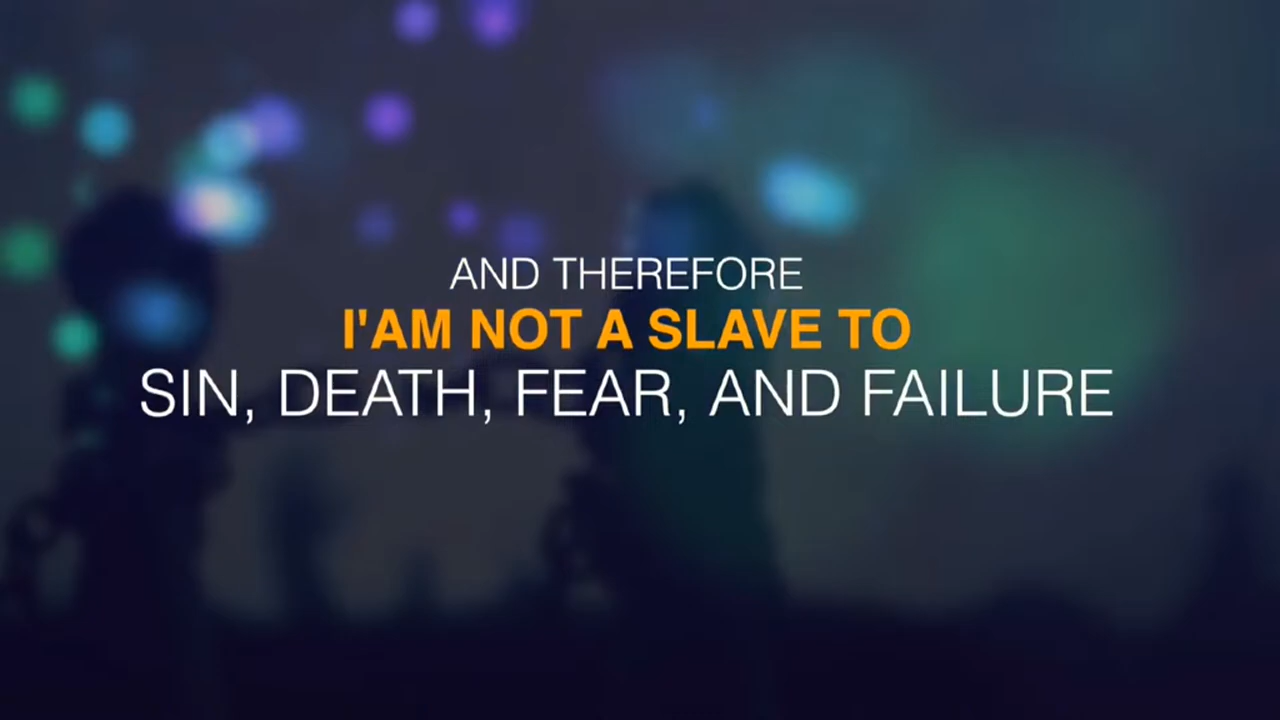 AND THEREFORE
I'AM NOT A SLAVE TO
SIN, DEATH, FEAR, AND FAILURE